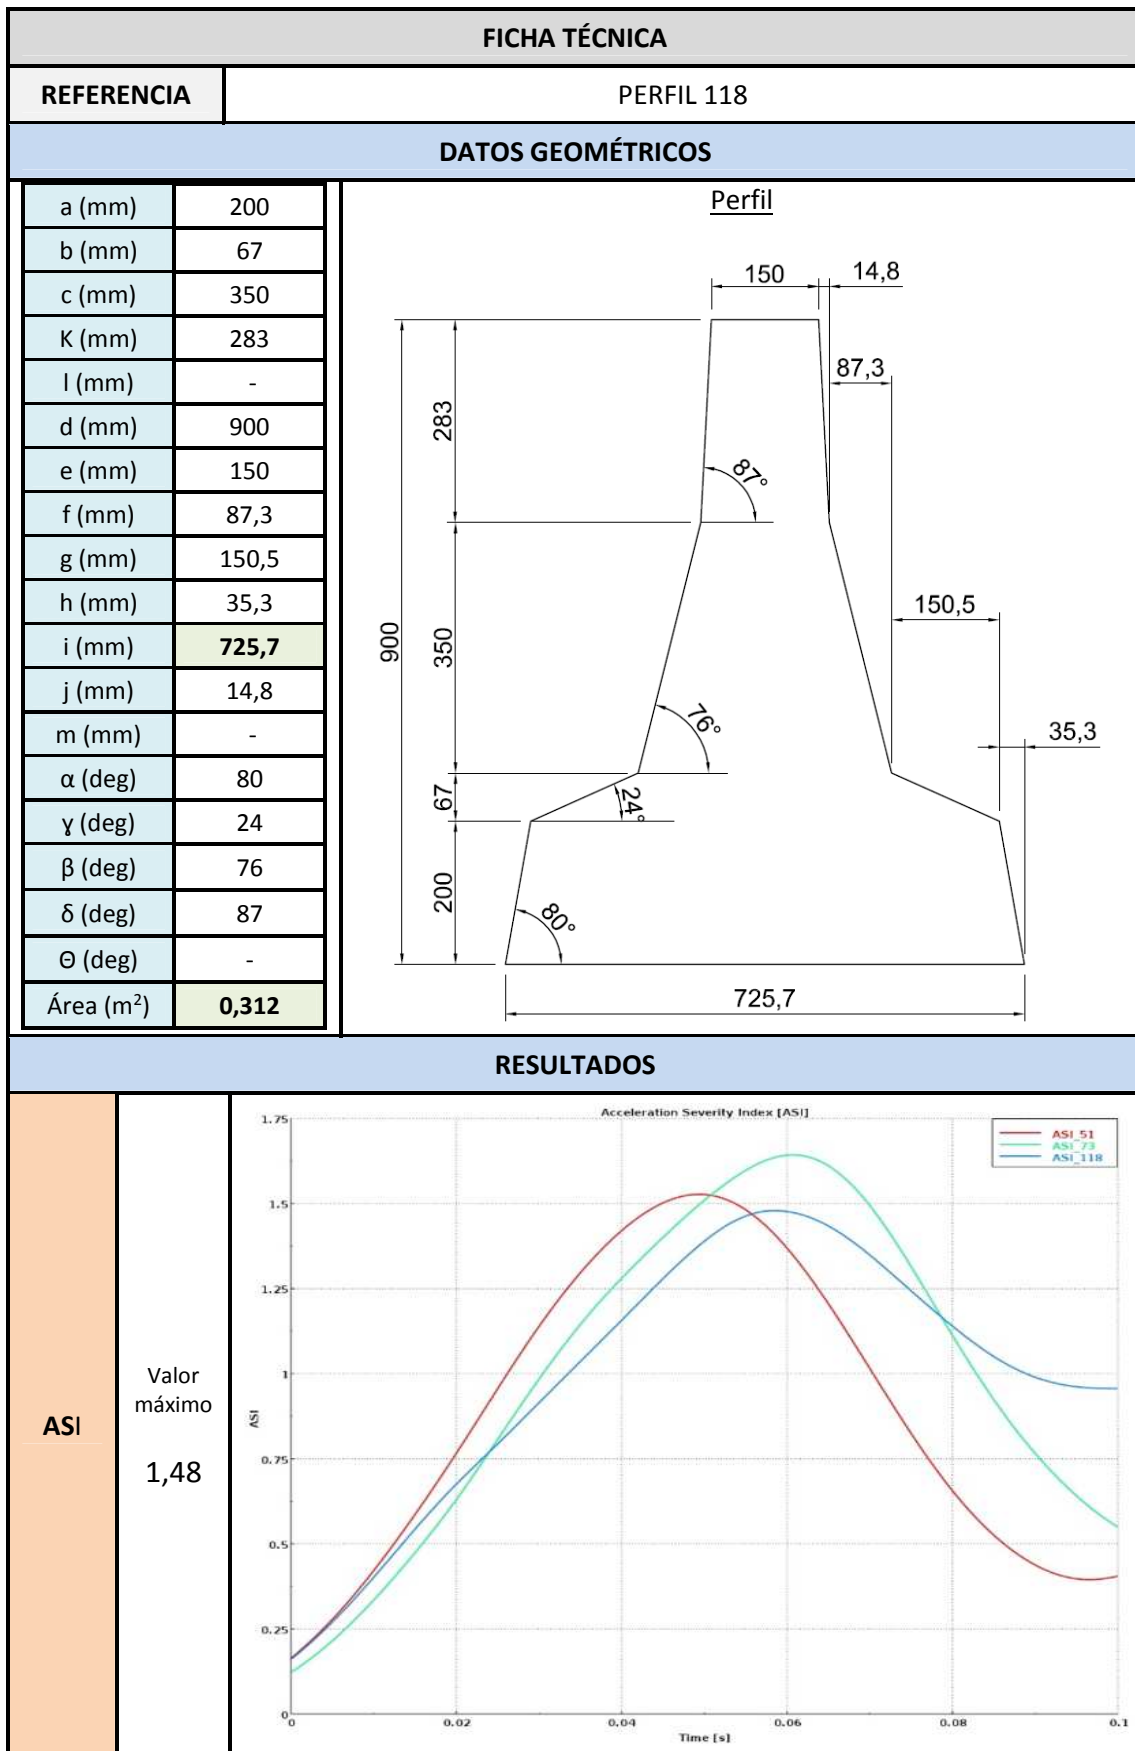 FICHA TÉCNICA
REFERENCIA PERFIL 118
DATOS GEOMÉTRICOS
a (mm) 200
b (mm) 67
c (mm) 350
K (mm) 283
l (mm) -
d (mm) 900
e (mm) 150
f (mm) 87,3
g (mm) 150,5
h (mm) 35,3
i (mm) 725,7
j (mm) 14,8
m (mm) -
α (deg) 80
ɣ (deg) 24
β (deg) 76
δ (deg) 87
Θ (deg) -
Área (m²) 0,312
Perfil
150 14,8
87,3
283
87°
150,5
900
350
76°
35,3
67
24°
200
80°
725,7
RESULTADOS
ASI
Valor
máximo
1,48
Acceleration Severity Index [ASI]
ASI_51
ASI_73
ASI_118
1.75
1.5
1.25
1
0.75
0.5
0.25
0
ASI
0 0.02 0.04 0.06 0.08 0.1
Time [s]